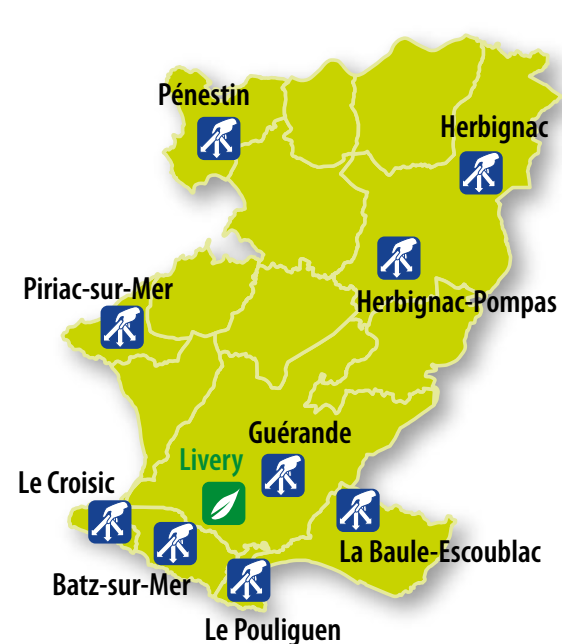 Pénestin
Herbignac
Piriac-sur-Mer
Herbignac-Pompas
Guérande
Livery
Le Croisic
La Baule-Escoublac
Batz-sur-Mer
Le Pouliguen